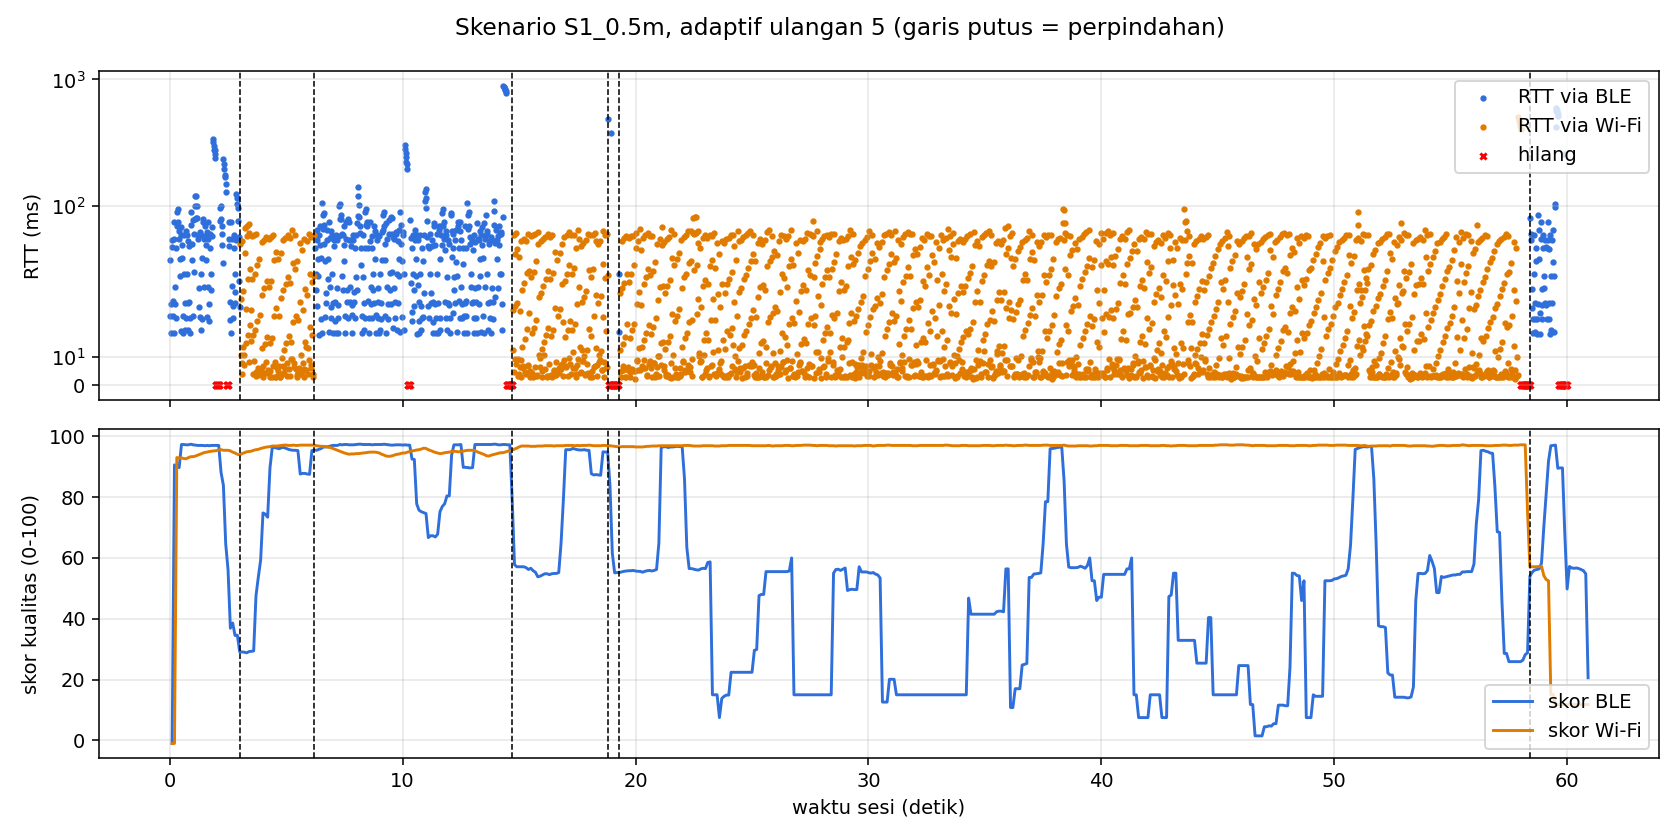 Skenario S1_0.5m, adaptif ulangan 5 (garis putus = perpindahan)
10³
10²
10¹
0
RTT (ms)
RTT via BLE
RTT via Wi-Fi
hilang
100
80
60
40
20
0
skor kualitas (0-100)
skor BLE
skor Wi-Fi
0 10 20 30 40 50 60
waktu sesi (detik)